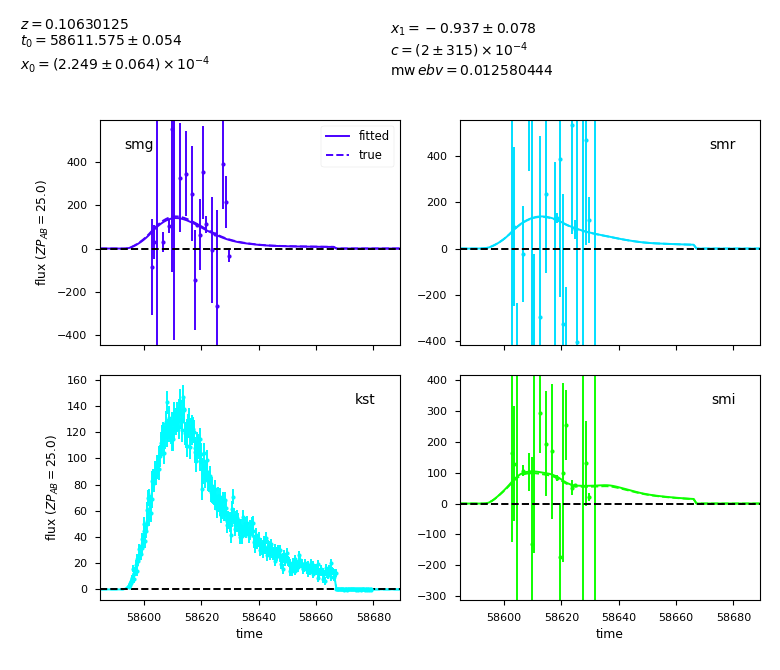 z = 0.10630125
t0 = 58611.575 ± 0.054
x0 = (2.249 ± 0.064) × 10^-4
x1 = −0.937 ± 0.078
c = (2 ± 315) × 10^-4
mw ebv = 0.012580444
smg
fitted
true
400
200
0
−200
−400
flux (ZP_AB = 25.0)
smr
400
200
0
−200
−400
kst
160
140
120
100
80
60
40
20
0
flux (ZP_AB = 25.0)
58600 58620 58640 58660 58680
time
smi
400
300
200
100
0
−100
−200
−300
58600 58620 58640 58660 58680
time